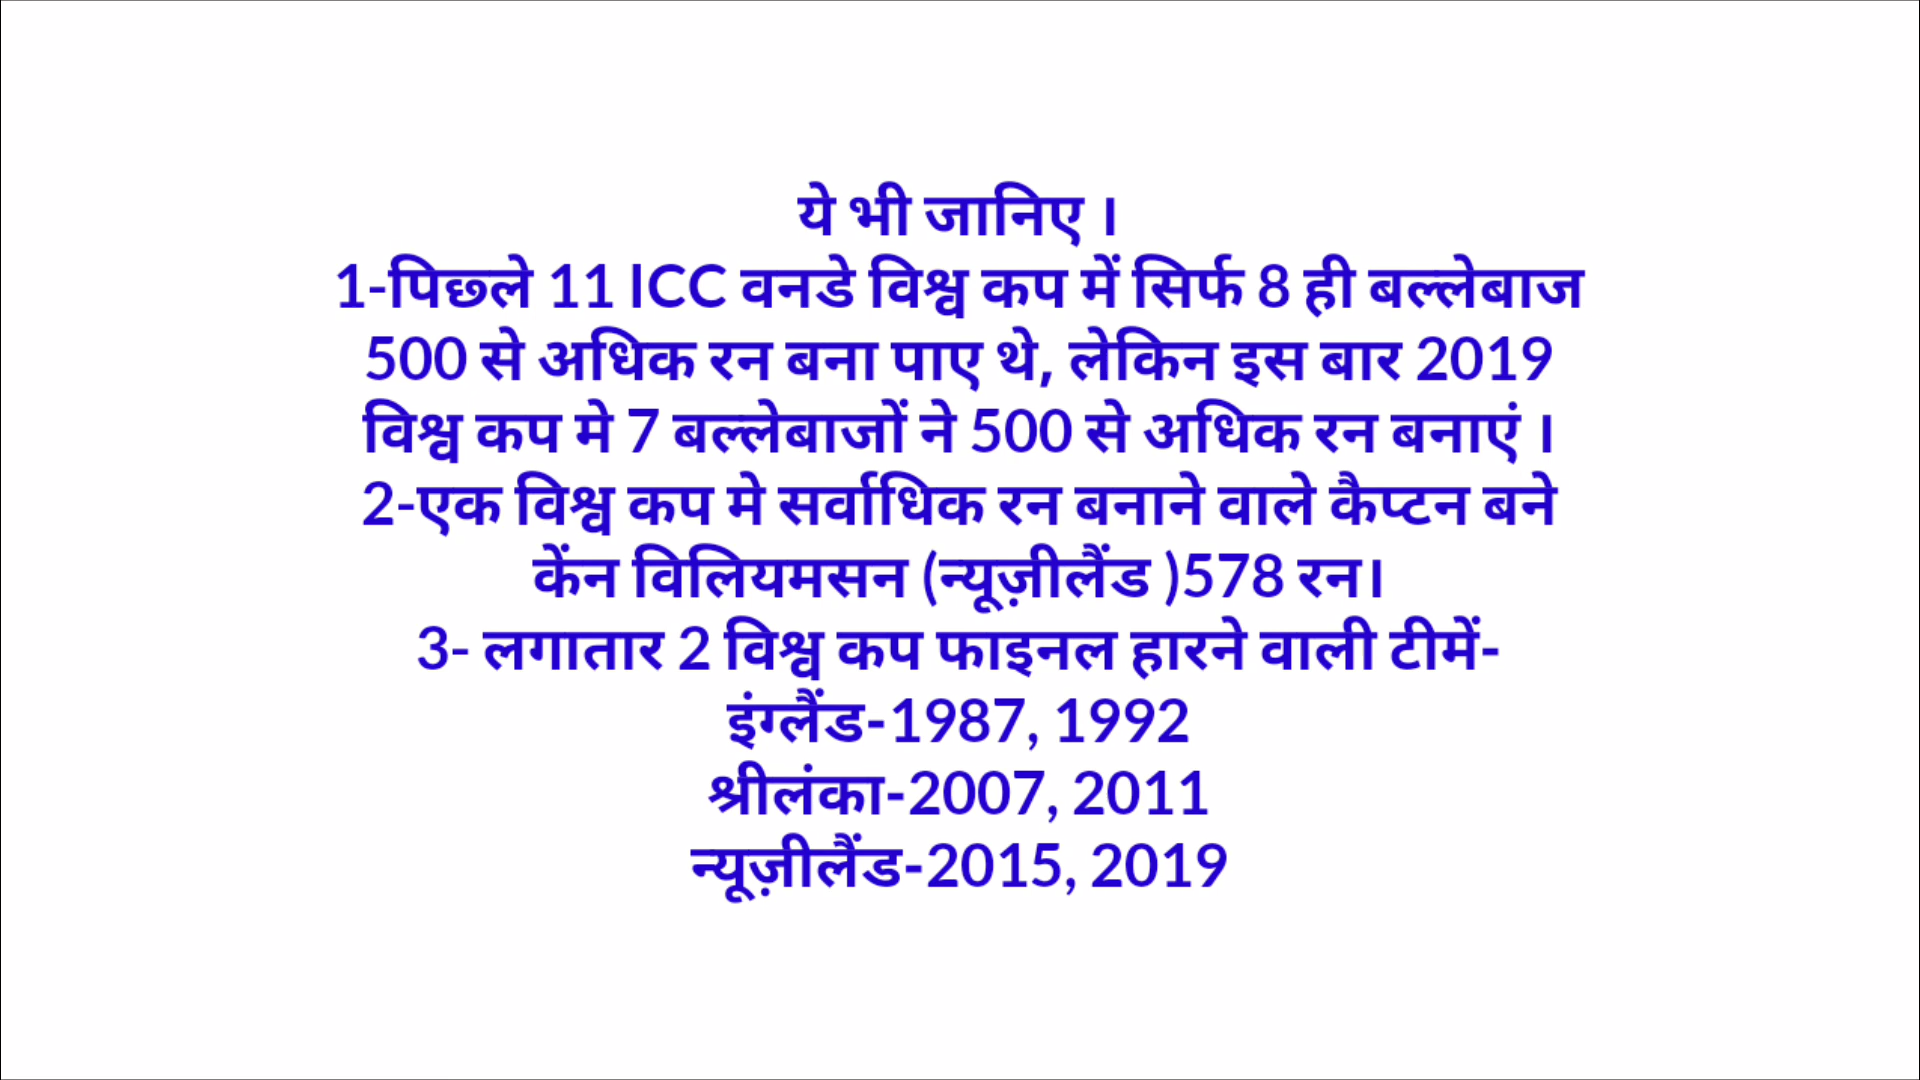 ये भी जानिए ।
1-पिछले 11 ICC वनडे विश्व कप में सिर्फ 8 ही बल्लेबाज
500 से अधिक रन बना पाए थे, लेकिन इस बार 2019
विश्व कप मे 7 बल्लेबाजों ने 500 से अधिक रन बनाएं ।
2-एक विश्व कप मे सर्वाधिक रन बनाने वाले कैप्टन बने
केंन विलियमसन (न्यूज़ीलैंड )578 रन।
3- लगातार 2 विश्व कप फाइनल हारने वाली टीमें-
इंग्लैंड-1987, 1992
श्रीलंका-2007, 2011
न्यूज़ीलैंड-2015, 2019